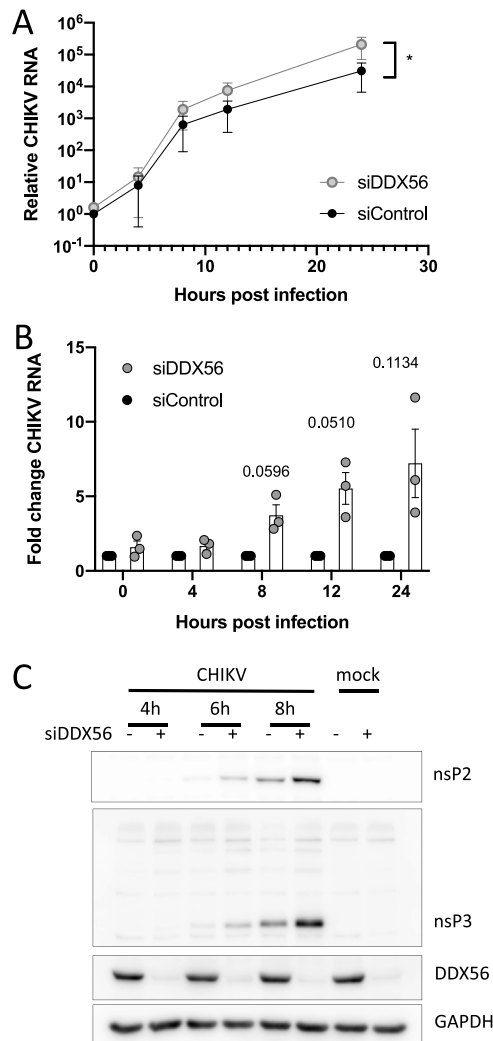 A
Relative CHIKV RNA
10⁶
10⁵
10⁴
10³
10²
10¹
10⁰
10⁻¹
0 10 20 30
Hours post infection
siDDX56
siControl
*
B
Fold change CHIKV RNA
15
10
5
0
siDDX56
siControl
0.0596
0.0510
0.1134
0 4 8 12 24
Hours post infection
C
CHIKV mock
4h 6h 8h
siDDX56 - + - + - + - +
nsP2
nsP3
DDX56
GAPDH